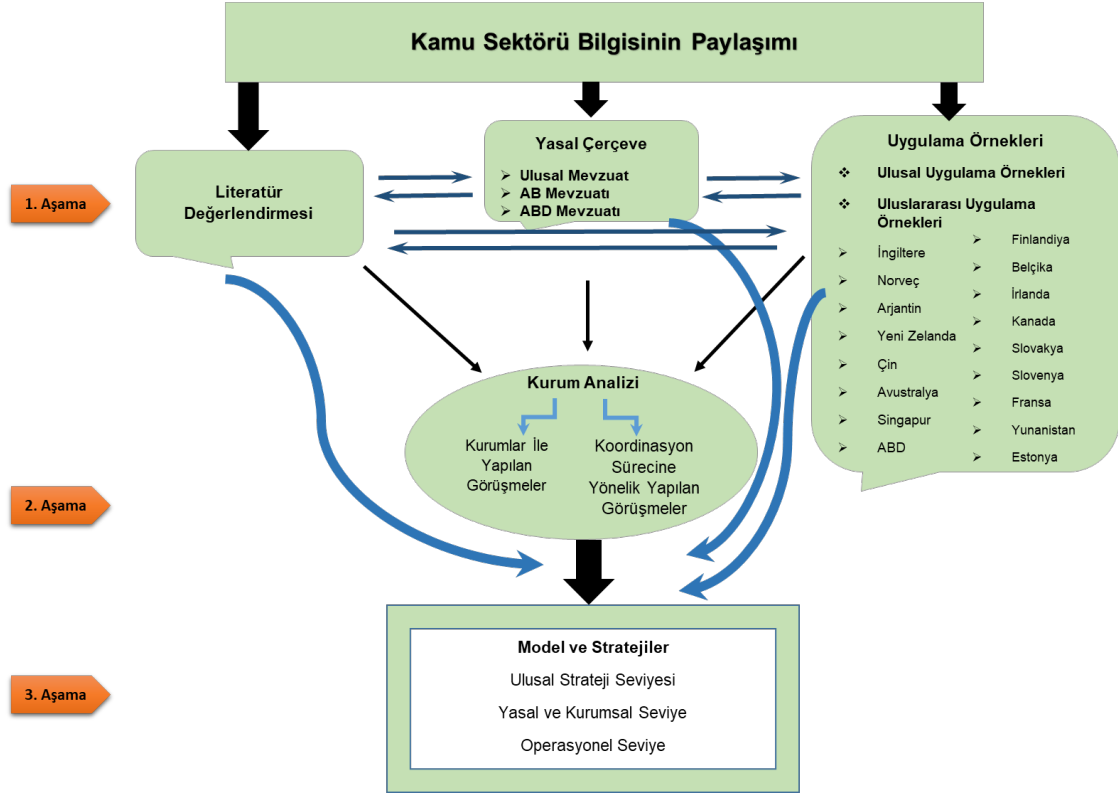 Kamu Sektörü Bilgisinin Paylaşımı
1. Aşama
Literatür
Değerlendirmesi
Yasal Çerçeve
Ulusal Mevzuat
AB Mevzuatı
ABD Mevzuatı
Uygulama Örnekleri
Ulusal Uygulama Örnekleri
Uluslararası Uygulama
Örnekleri
İngiltere
Norveç
Arjantin
Yeni Zelanda
Çin
Avustralya
Singapur
ABD
Finlandiya
Belçika
İrlanda
Kanada
Slovakya
Slovenya
Fransa
Yunanistan
Estonya
2. Aşama
Kurum Analizi
Kurumlar İle
Yapılan
Görüşmeler
Koordinasyon
Sürecine
Yönelik Yapılan
Görüşmeler
3. Aşama
Model ve Stratejiler
Ulusal Strateji Seviyesi
Yasal ve Kurumsal Seviye
Operasyonel Seviye